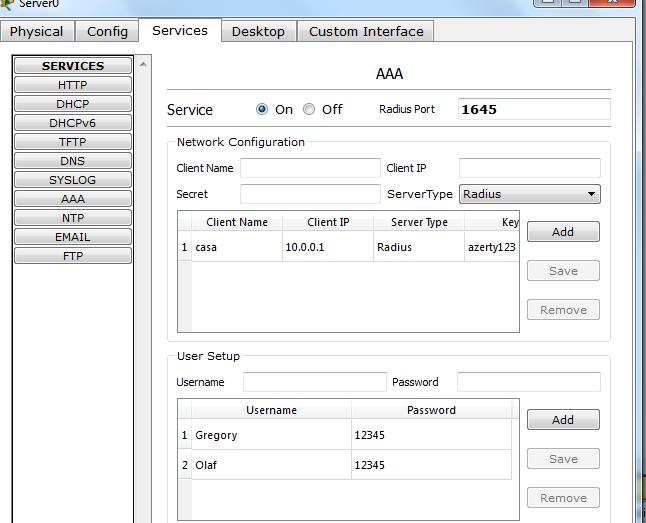 Server0
Physical Config Services Desktop Custom Interface
SERVICES
HTTP
DHCP
DHCPv6
TFTP
DNS
SYSLOG
AAA
NTP
EMAIL
FTP
AAA
Service On Off Radius Port 1645
Network Configuration
Client Name Client IP
Secret ServerType Radius
Client Name Client IP Server Type Key
1 casa 10.0.0.1 Radius azerty123
Add
Save
Remove
User Setup
Username Password
Username Password
1 Gregory 12345
2 Olaf 12345
Add
Save
Remove